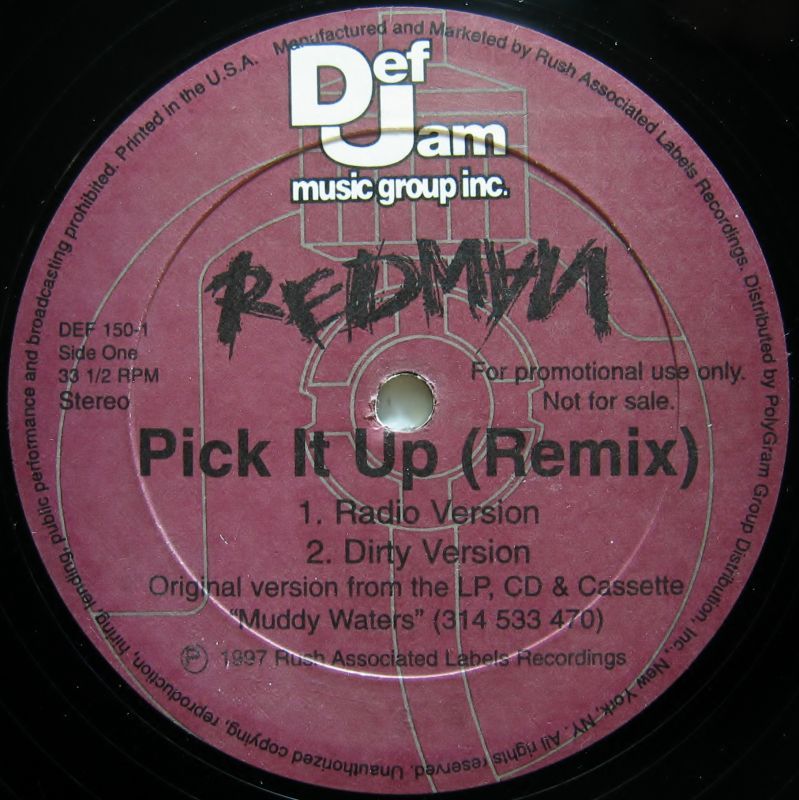 Manufactured and Marketed by Rush Associated Labels Recordings. Distributed by PolyGram Group Distribution, Inc., New York, NY. All rights reserved. Unauthorized copying, reproduction, hiring, lending, public performance and broadcasting prohibited. Printed in the U.S.A.
Def
Jam
music group inc.
REDMAN
DEF 150-1
Side One
33 1/2 RPM
Stereo
For promotional use only.
Not for sale.
Pick It Up (Remix)
1. Radio Version
2. Dirty Version
Original version from the LP, CD & Cassette
"Muddy Waters" (314 533 470)
℗ 1997 Rush Associated Labels Recordings